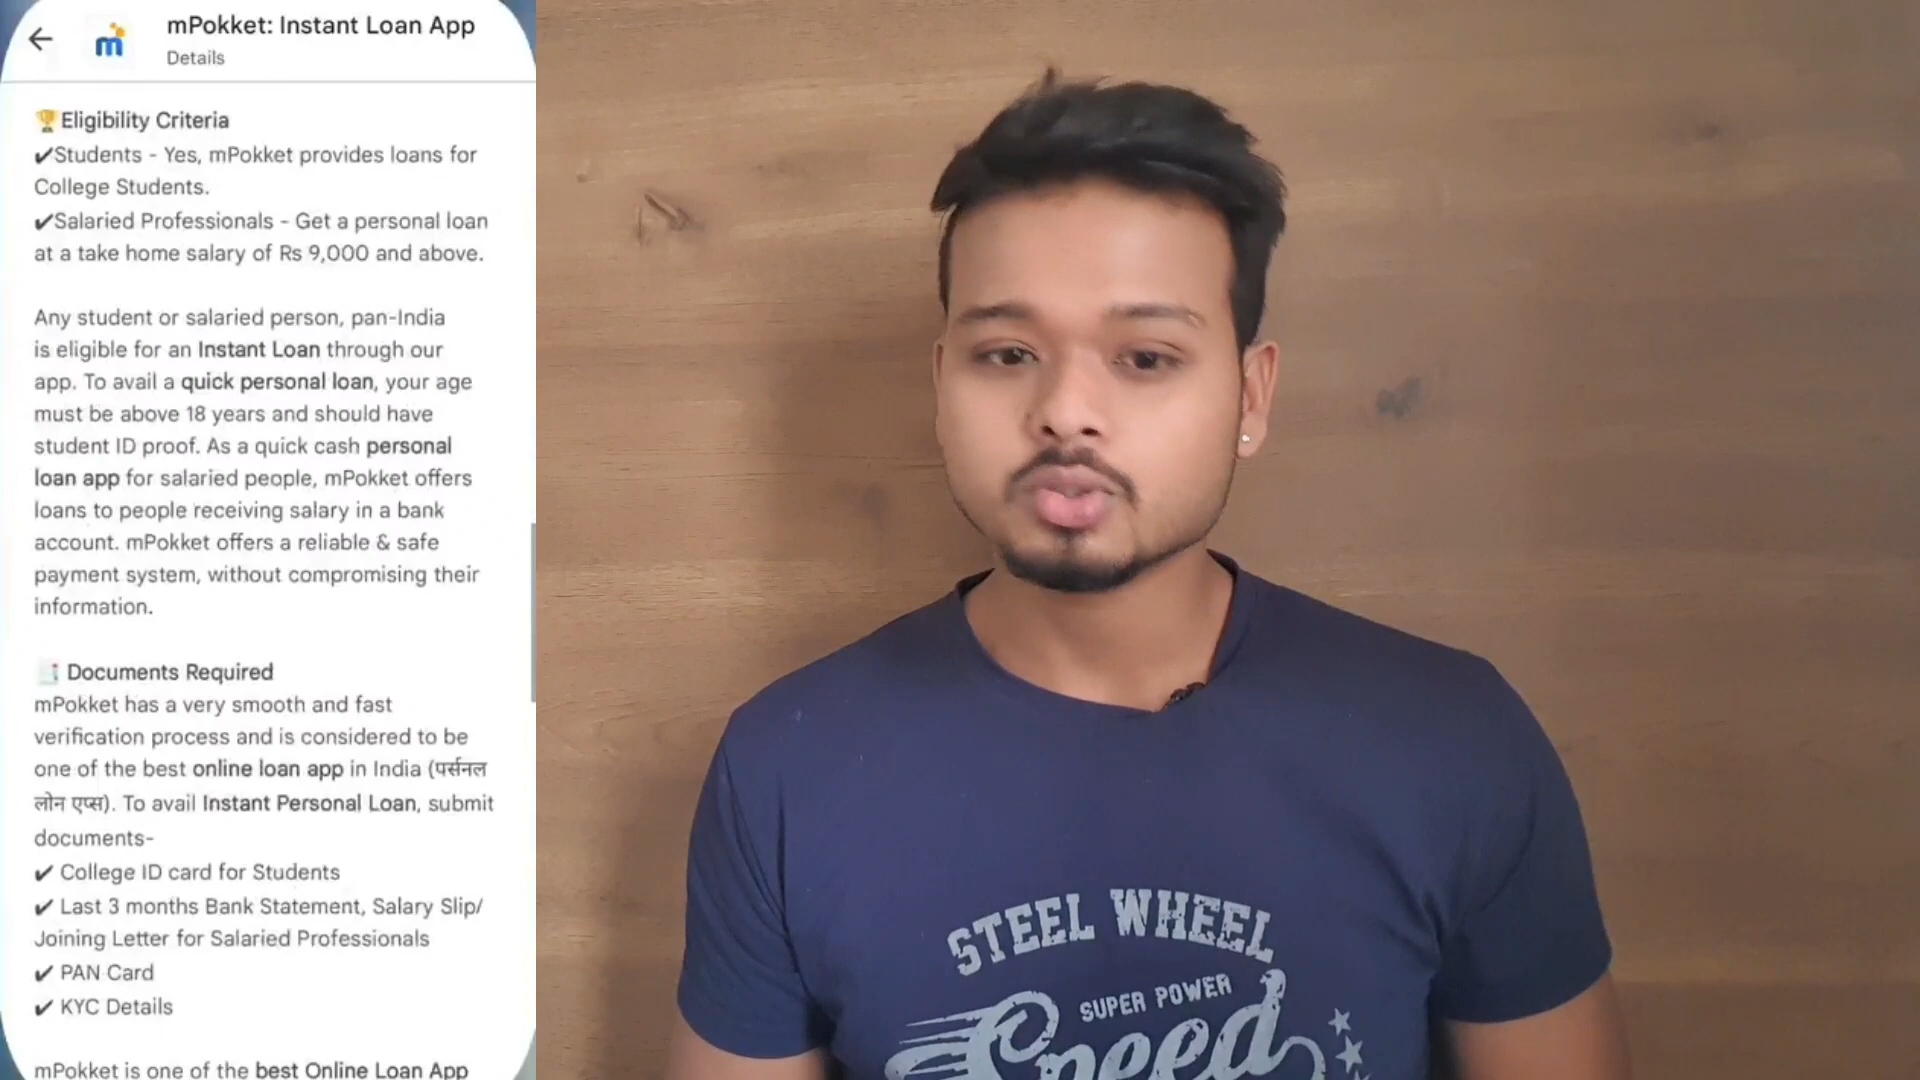 mPokket: Instant Loan App
Details
🏆Eligibility Criteria
✔Students - Yes, mPokket provides loans for
College Students.
✔Salaried Professionals - Get a personal loan
at a take home salary of Rs 9,000 and above.
Any student or salaried person, pan-India
is eligible for an Instant Loan through our
app. To avail a quick personal loan, your age
must be above 18 years and should have
student ID proof. As a quick cash personal
loan app for salaried people, mPokket offers
loans to people receiving salary in a bank
account. mPokket offers a reliable & safe
payment system, without compromising their
information.
📑 Documents Required
mPokket has a very smooth and fast
verification process and is considered to be
one of the best online loan app in India (पर्सनल
लोन एप्स). To avail Instant Personal Loan, submit
documents-
✔ College ID card for Students
✔ Last 3 months Bank Statement, Salary Slip/
Joining Letter for Salaried Professionals
✔ PAN Card
✔ KYC Details
mPokket is one of the best Online Loan App
STEEL WHEEL
SUPER POWER
Speed